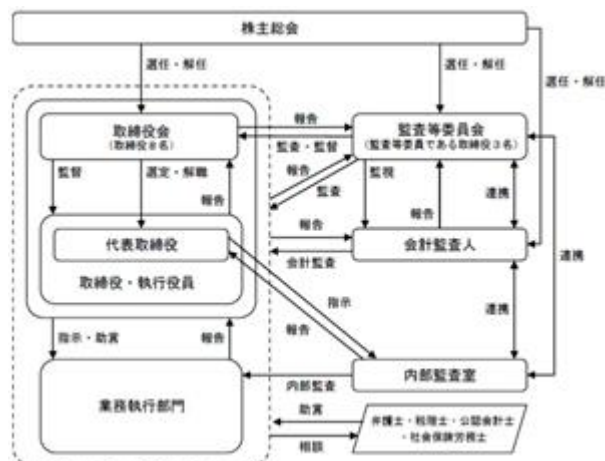 株主総会
選任・解任
選任・解任
選任・解任
取締役会
(取締役8名)
報告
監査・監督
監査等委員会
(監査等委員である取締役3名)
報告
監査
監督
選定・解職
報告
監視
報告
連携
代表取締役
取締役・執行役員
報告
会計監査
会計監査人
連携
指示
報告
連携
指示・助言
報告
業務執行部門
内部監査
内部監査室
助言
相談
弁護士・税理士・公認会計士
・社会保険労務士